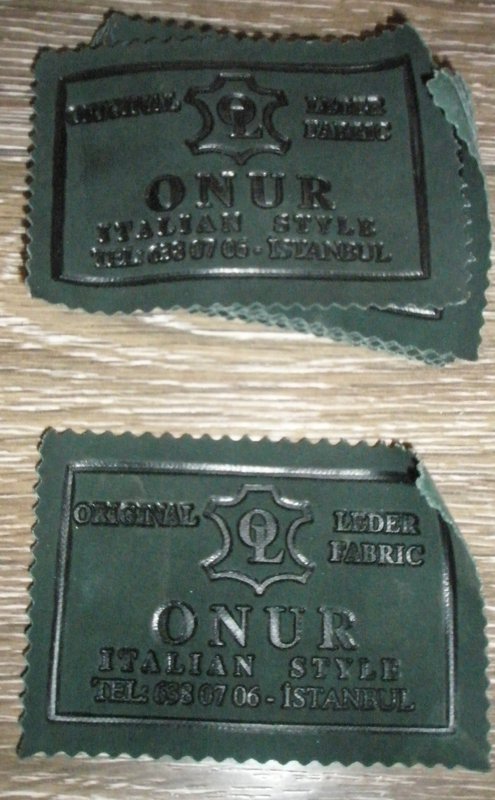 ORIGINAL OL LEDER
FABRIC
ONUR
ITALIAN STYLE
TEL: 638 07 06 - İSTANBUL
ORIGINAL OL LEDER
FABRIC
ONUR
ITALIAN STYLE
TEL: 638 07 06 - İSTANBUL